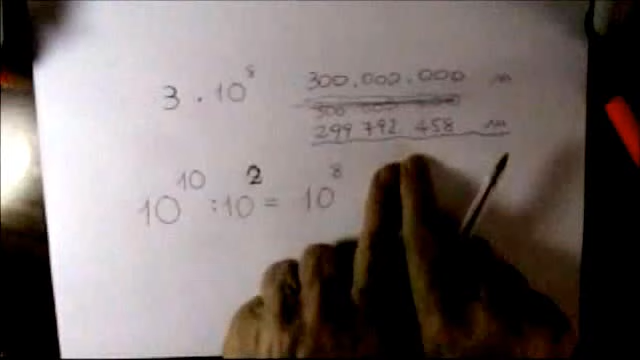 3 . 10⁸
300.000.000 m
299 792 458 m
10¹⁰ : 10² = 10⁸